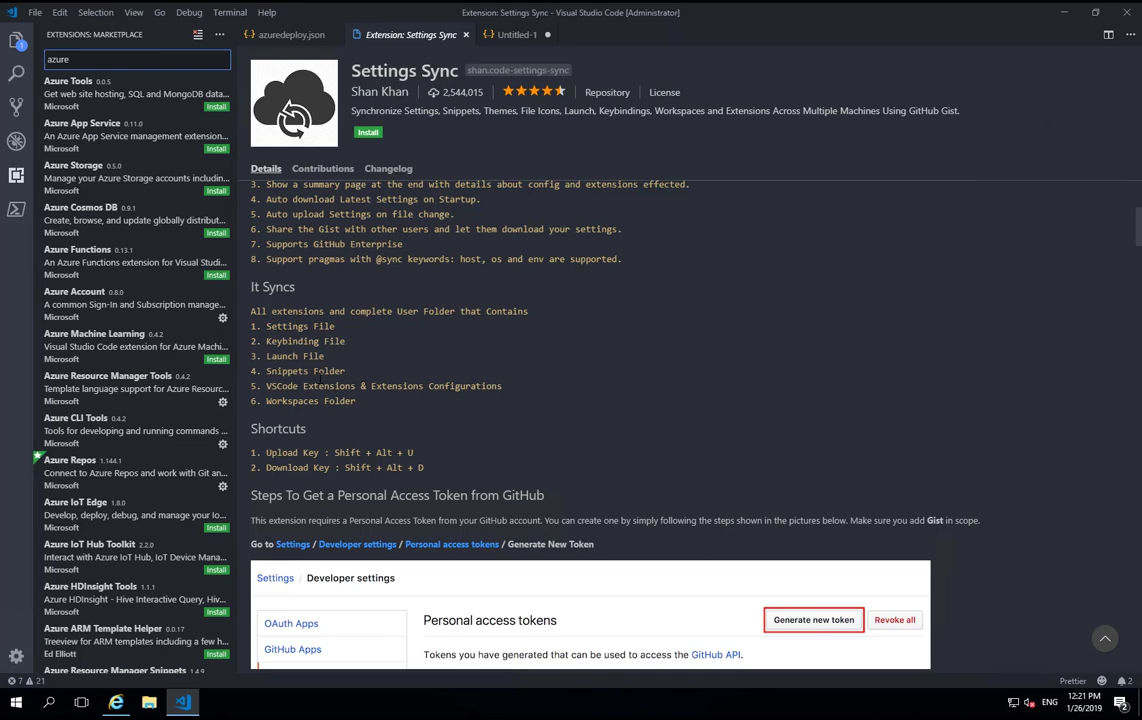 File Edit Selection View Go Debug Terminal Help
Extension: Settings Sync - Visual Studio Code [Administrator]
EXTENSIONS: MARKETPLACE
azuredeploy.json
Extension: Settings Sync
Untitled-1
1
azure
Azure Tools 0.0.5
Get web site hosting, SQL and MongoDB data...
Microsoft
Install
Azure App Service 0.11.0
An Azure App Service management extension...
Microsoft
Install
Azure Storage 0.5.0
Manage your Azure Storage accounts includin...
Microsoft
Install
Azure Cosmos DB 0.9.1
Create, browse, and update globally distribut...
Microsoft
Install
Azure Functions 0.13.1
An Azure Functions extension for Visual Studi...
Microsoft
Install
Azure Account 0.8.0
A common Sign-In and Subscription manage...
Microsoft
Azure Machine Learning 0.4.2
Visual Studio Code extension for Azure Machi...
Microsoft
Install
Azure Resource Manager Tools 0.4.2
Template language support for Azure Resourc...
Microsoft
Azure CLI Tools 0.4.2
Tools for developing and running commands ...
Microsoft
Azure Repos 1.144.1
Connect to Azure Repos and work with Git an...
Microsoft
Azure IoT Edge 1.8.0
Develop, deploy, debug, and manage your Io...
Microsoft
Install
Azure IoT Hub Toolkit 2.2.0
Interact with Azure IoT Hub, IoT Device Mana...
Microsoft
Install
Azure HDInsight Tools 1.1.1
Azure HDInsight - Hive Interactive Query, Hiv...
Microsoft
Install
Azure ARM Template Helper 0.0.17
Treeview for ARM templates including a few h...
Ed Elliott
Install
Azure Resource Manager Snippets 1.4.9
Settings Sync shan.code-settings-sync
Shan Khan
2,544,015
Repository
License
Synchronize Settings, Snippets, Themes, File Icons, Launch, Keybindings, Workspaces and Extensions Across Multiple Machines Using GitHub Gist.
Install
Details Contributions Changelog
3. Show a summary page at the end with details about config and extensions effected.
4. Auto download Latest Settings on Startup.
5. Auto upload Settings on file change.
6. Share the Gist with other users and let them download your settings.
7. Supports GitHub Enterprise
8. Support pragmas with @sync keywords: host, os and env are supported.
It Syncs
All extensions and complete User Folder that Contains
1. Settings File
2. Keybinding File
3. Launch File
4. Snippets Folder
5. VSCode Extensions & Extensions Configurations
6. Workspaces Folder
Shortcuts
1. Upload Key : Shift + Alt + U
2. Download Key : Shift + Alt + D
Steps To Get a Personal Access Token from GitHub
This extension requires a Personal Access Token from your GitHub account. You can create one by simply following the steps shown in the pictures below. Make sure you add Gist in scope.
Go to Settings / Developer settings / Personal access tokens / Generate New Token
Settings / Developer settings
OAuth Apps
GitHub Apps
Personal access tokens
Generate new token
Revoke all
Tokens you have generated that can be used to access the GitHub API.
7 21
Prettier
2
ENG
12:21 PM
1/26/2019
2